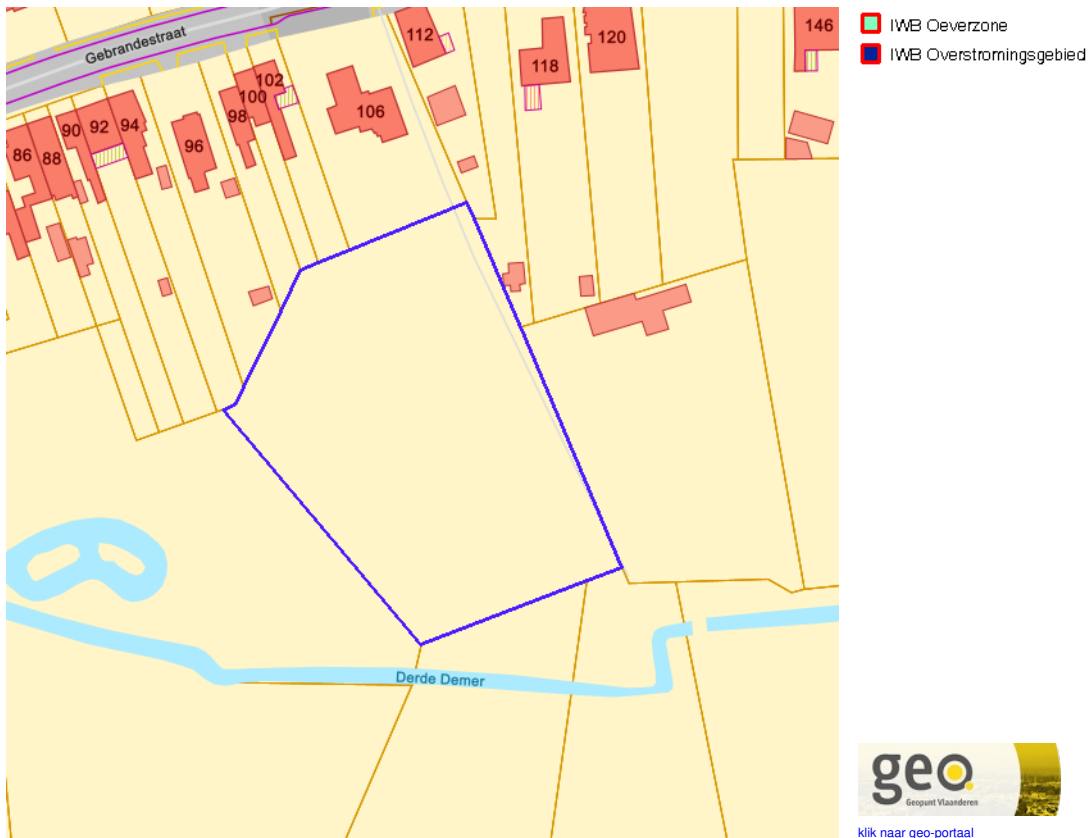 Gebrandestraat
112
118
120
146
102
100
98
106
90
92
94
96
86
88
Derde Demer
IWB Oeverzone
IWB Overstromingsgebied
geo.
Geopunt Vlaanderen
klik naar geo-portaal